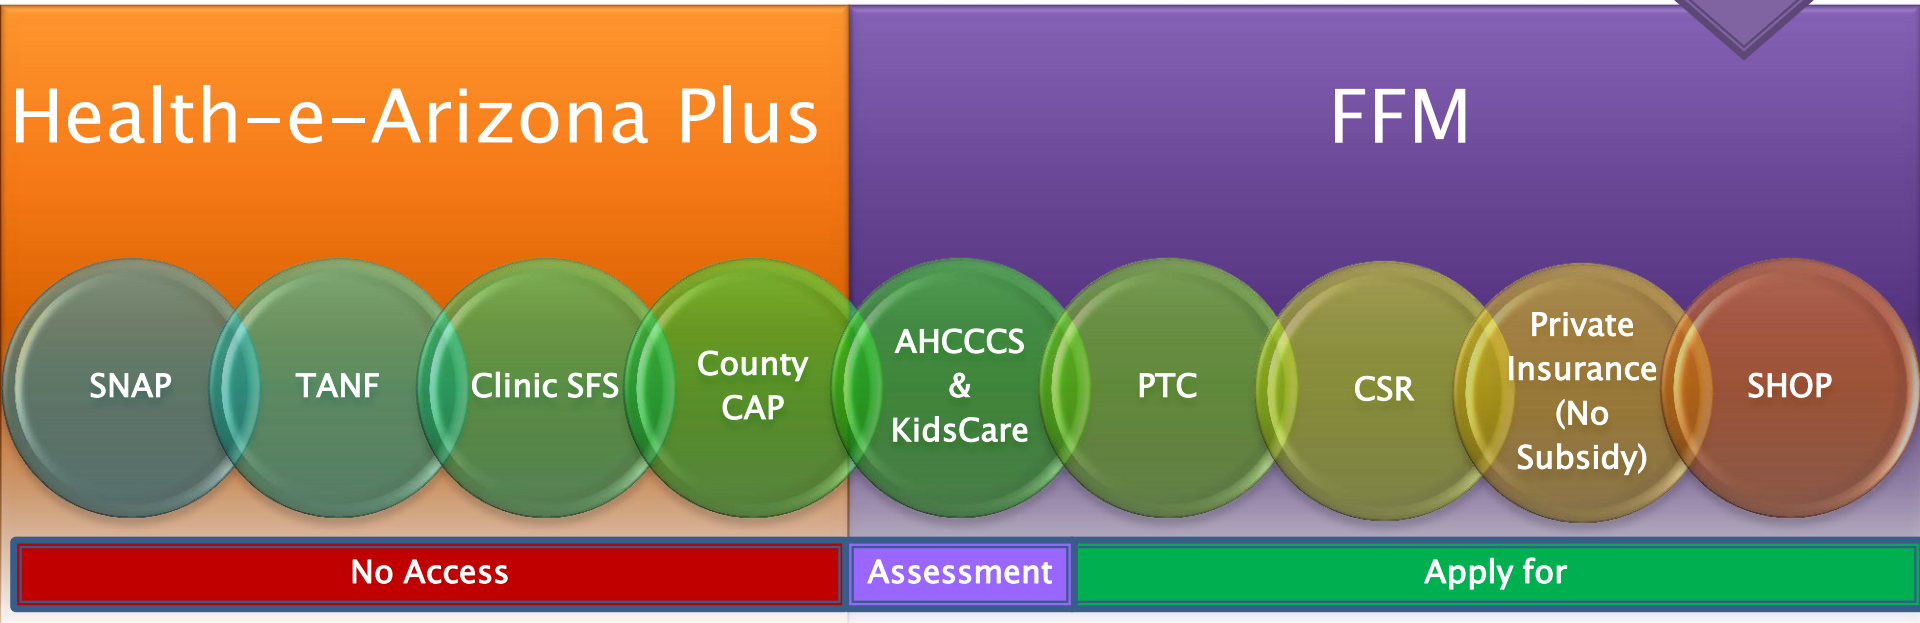 Health-e-Arizona Plus
FFM
SNAP
TANF
Clinic SFS
County
CAP
AHCCCS
&
KidsCare
PTC
CSR
Private
Insurance
(No
Subsidy)
SHOP
No Access
Assessment
Apply for